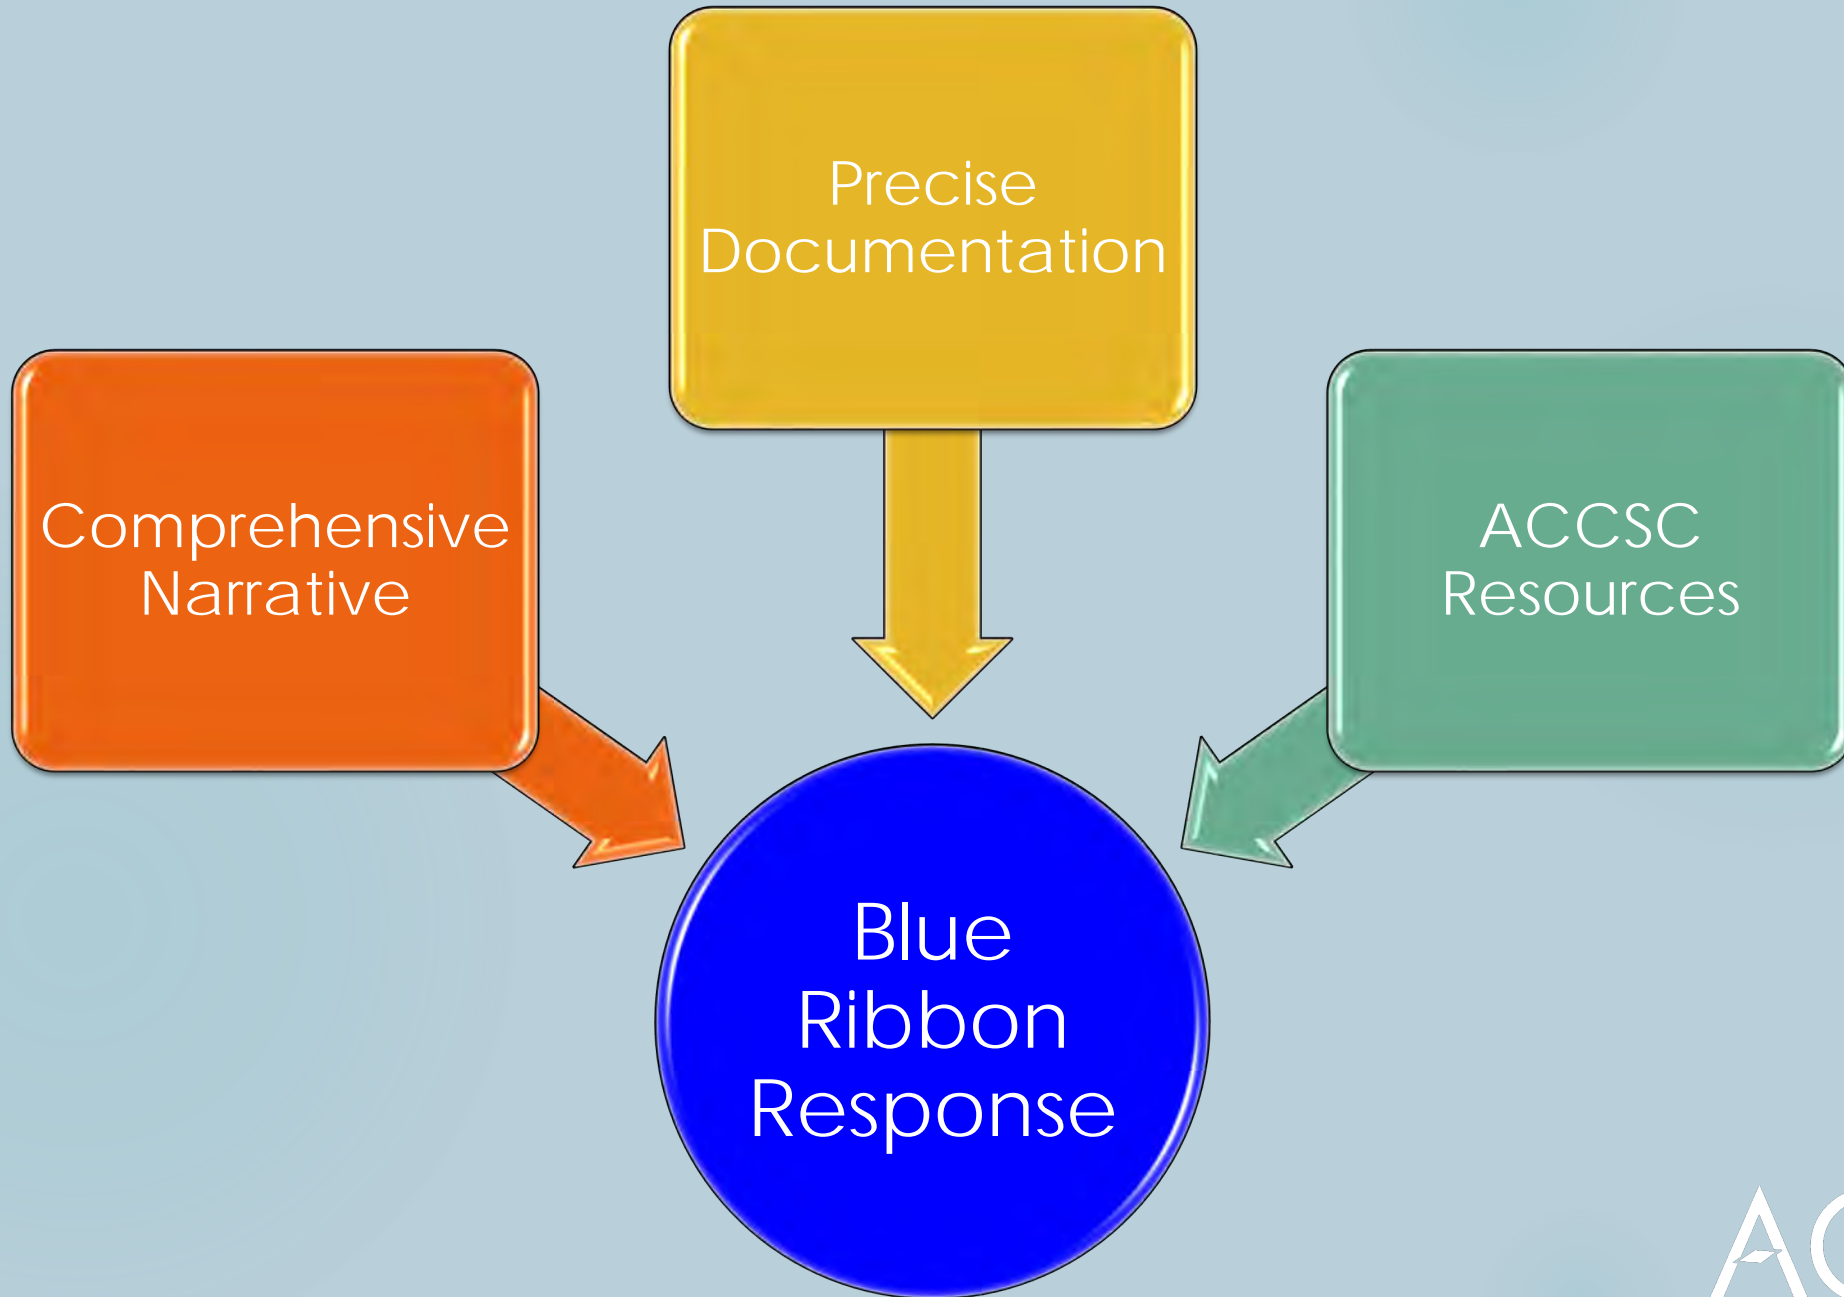 Precise
Documentation
Comprehensive
Narrative
ACCSC
Resources
Blue
Ribbon
Response